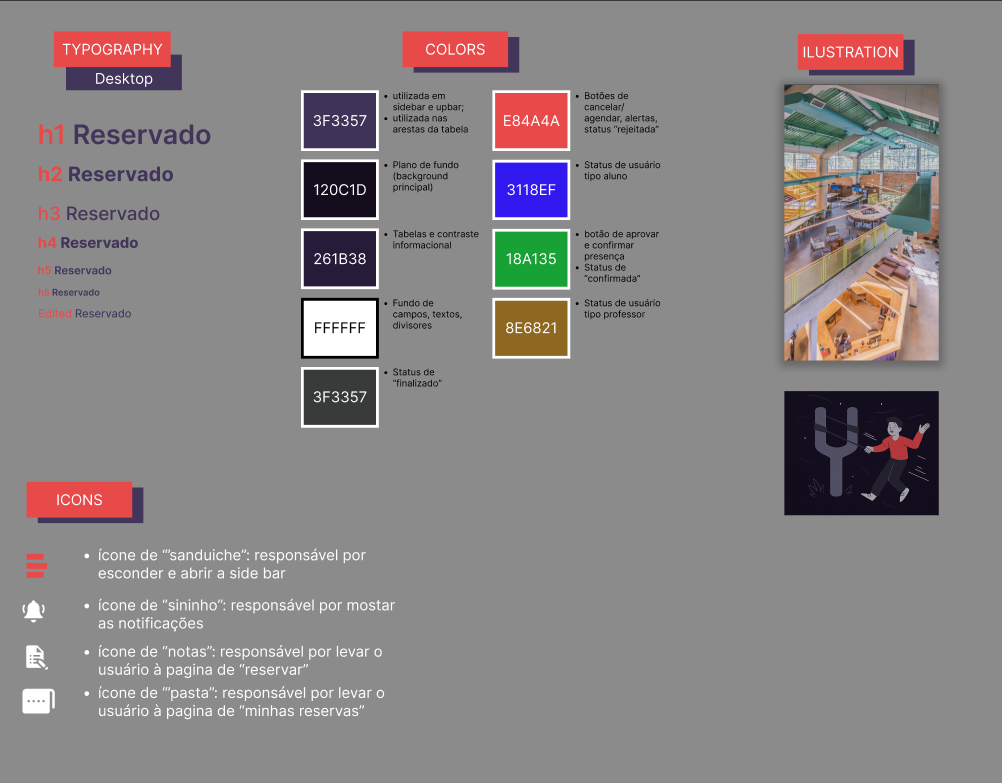 TYPOGRAPHY
Desktop
h1 Reservado
h2 Reservado
h3 Reservado
h4 Reservado
h5 Reservado
h5 Reservado
Edited Reservado
COLORS
3F3357
• utilizada em
sidebar e upbar;
• utilizada nas
arestas da tabela
120C1D
• Plano de fundo
(background
principal)
261B38
• Tabelas e contraste
informacional
FFFFFF
• Fundo de
campos, textos,
divisores
3F3357
• Status de
“finalizado”
E84A4A
• Botões de
cancelar/
agendar, alertas,
status “rejeitada”
3118EF
• Status de usuário
tipo aluno
18A135
• botão de aprovar
e confirmar
presença
• Status de
“confirmada”
8E6821
• Status de usuário
tipo professor
ILUSTRATION
ICONS
• ícone de “”sanduiche”: responsável por
esconder e abrir a side bar
• ícone de “sininho”: responsável por mostar
as notificações
• ícone de “notas”: responsável por levar o
usuário à pagina de “reservar”
• ícone de “”pasta”: responsável por levar o
usuário à pagina de “minhas reservas”